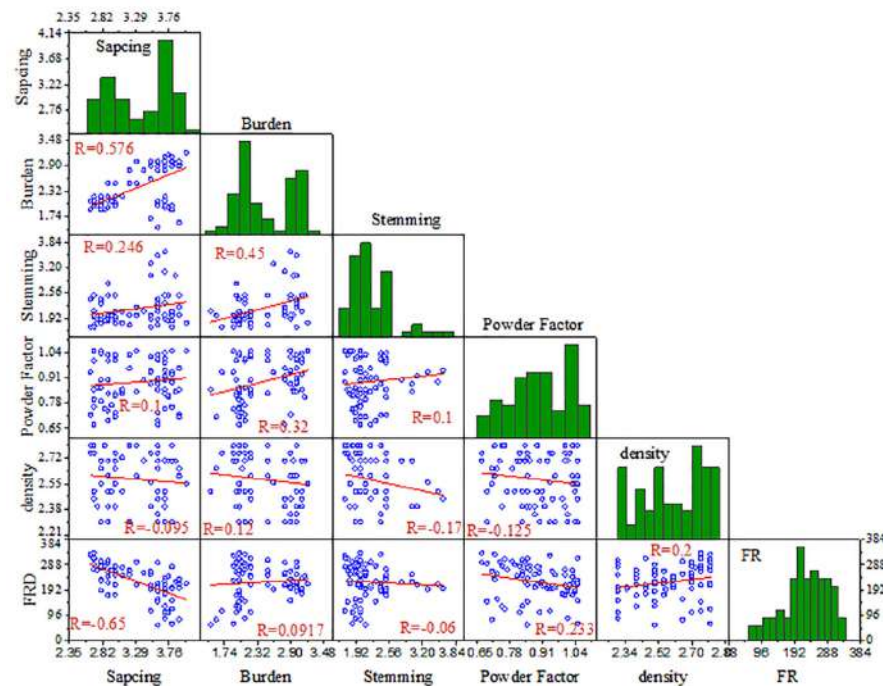 2.35 2.82 3.29 3.76
4.14
3.68
3.22
2.76
Sapcing
Sapcing
3.48
2.90
2.32
1.74
Burden
R=0.576
Burden
3.84
3.20
2.56
1.92
Stemming
R=0.246
R=0.45
Stemming
1.04
0.91
0.78
0.65
Powder Factor
R=0.1
R=0.32
R=0.1
Powder Factor
2.72
2.55
2.38
2.21
density
R=-0.095
R=0.12
R=-0.17
R=-0.125
density
384
288
192
96
0
FRD
R=-0.65
R=0.0917
R=-0.06
R=0.233
R=0.2
FR
384
288
192
96
0
2.35 2.82 3.29 3.76
1.74 2.32 2.90 3.48
1.92 2.56 3.20 3.84
0.65 0.78 0.91 1.04
2.34 2.52 2.70
96 192 288 384
Sapcing Burden Stemming Powder Factor density FR